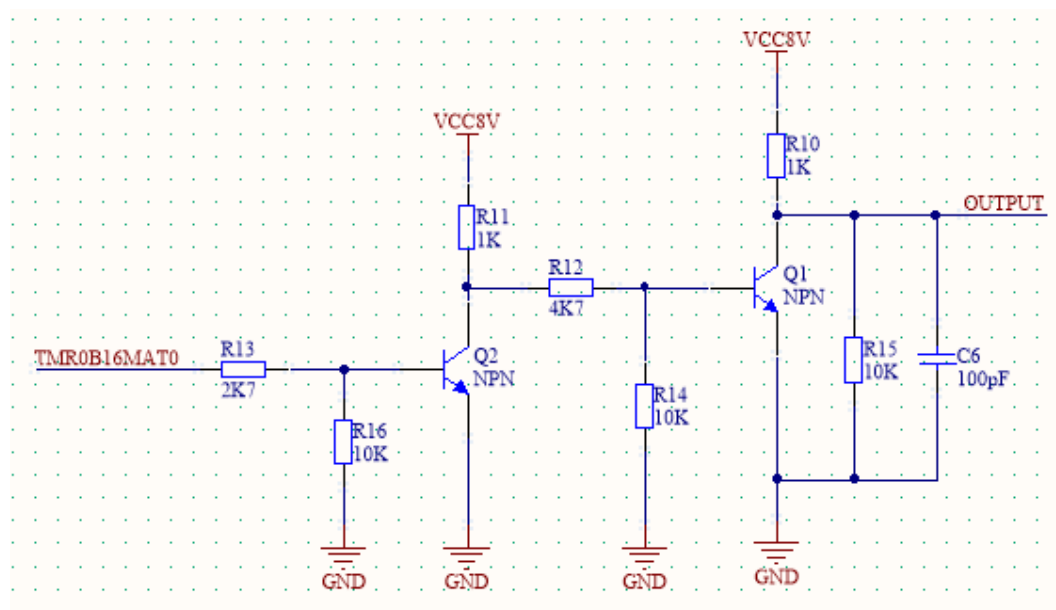 VCC8V
R10
1K
OUTPUT
VCC8V
R11
1K
R12
4K7
Q1
NPN
TMR0B16MAT0
R13
2K7
Q2
NPN
R15
10K
C6
100pF
R14
10K
R16
10K
GND
GND
GND
GND